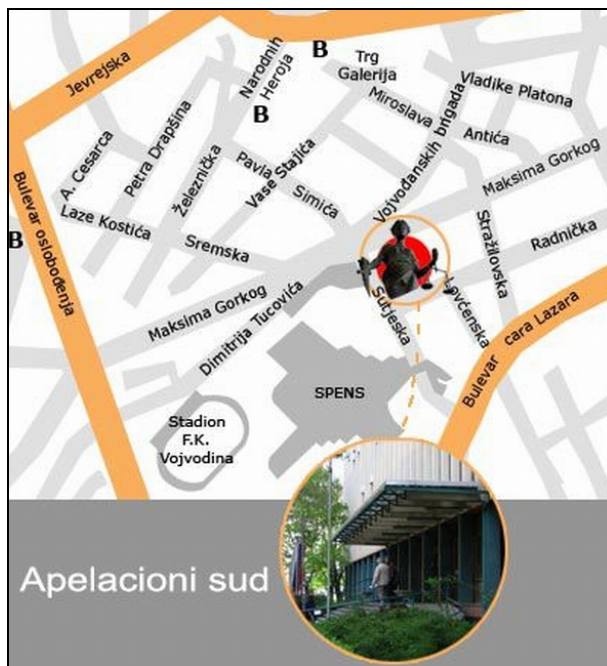 Jevrejska
Narodnih
Heroja
B
B
B
Trg
Galerija
Vladike Platona
Miroslava Antića
Vojvođanskih brigada
Maksima Gorkog
A. Cesarca
Petra Drapšina
Železnička
Pavla Simića
Vase Stajića
Laze Kostića
Sremska
Stražilovska
Radnička
Bulevar oslobođenja
Maksima Gorkog
Dimitrija Tucovića
Sutjeska
Lovćenska
Bulevar cara Lazara
SPENS
Stadion
F.K.
Vojvodina
Apelacioni sud